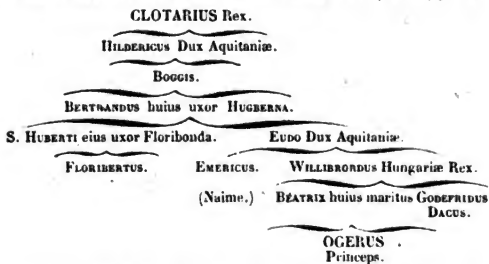 CLOTARIUS Rex.
HILDERICUS Dux Aquitaniæ.
BOGGIS.
BERTRANDUS huius uxor HUGBERNA.
S. HUBERTI eius uxor Floribonda. EUDO Dux Aquitaniæ.
FLORIBERTUS. EMERICUS. WILLIBRORDUS Hungariæ Rex.
(Naime.) BEATRIX huius maritus GODEFRIDUS
DACUS.
OGERUS .
Princeps.